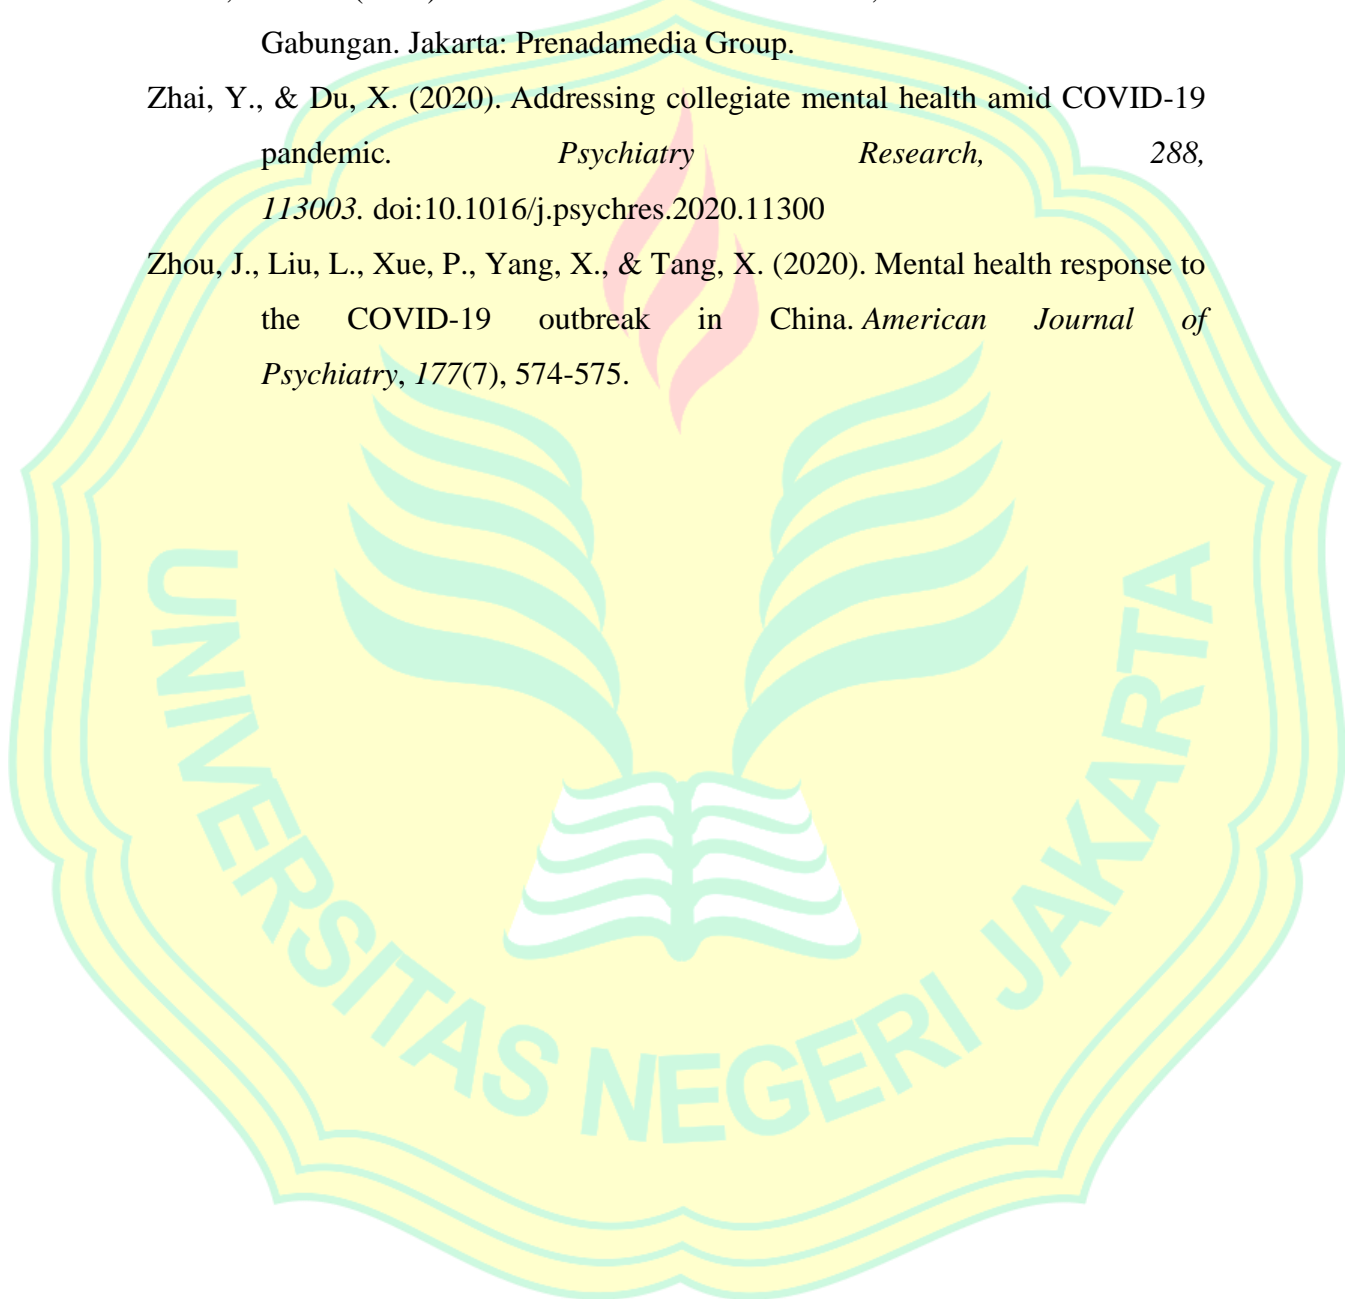 Gabungan. Jakarta: Prenadamedia Group.
Zhai, Y., & Du, X. (2020). Addressing collegiate mental health amid COVID-19
pandemic. Psychiatry Research, 288,
113003. doi:10.1016/j.psychres.2020.11300
Zhou, J., Liu, L., Xue, P., Yang, X., & Tang, X. (2020). Mental health response to
the COVID-19 outbreak in China. American Journal of
Psychiatry, 177(7), 574-575.
UNIVERSITAS NEGERI JAKARTA